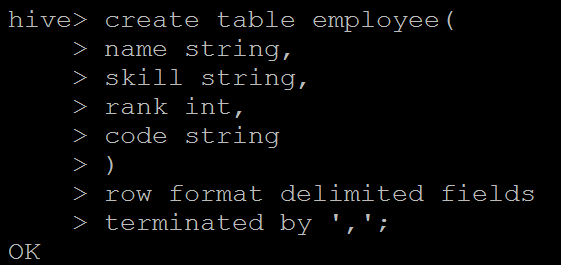 hive> create table employee(
    > name string,
    > skill string,
    > rank int,
    > code string
    > )
    > row format delimited fields
    > terminated by ',';
OK